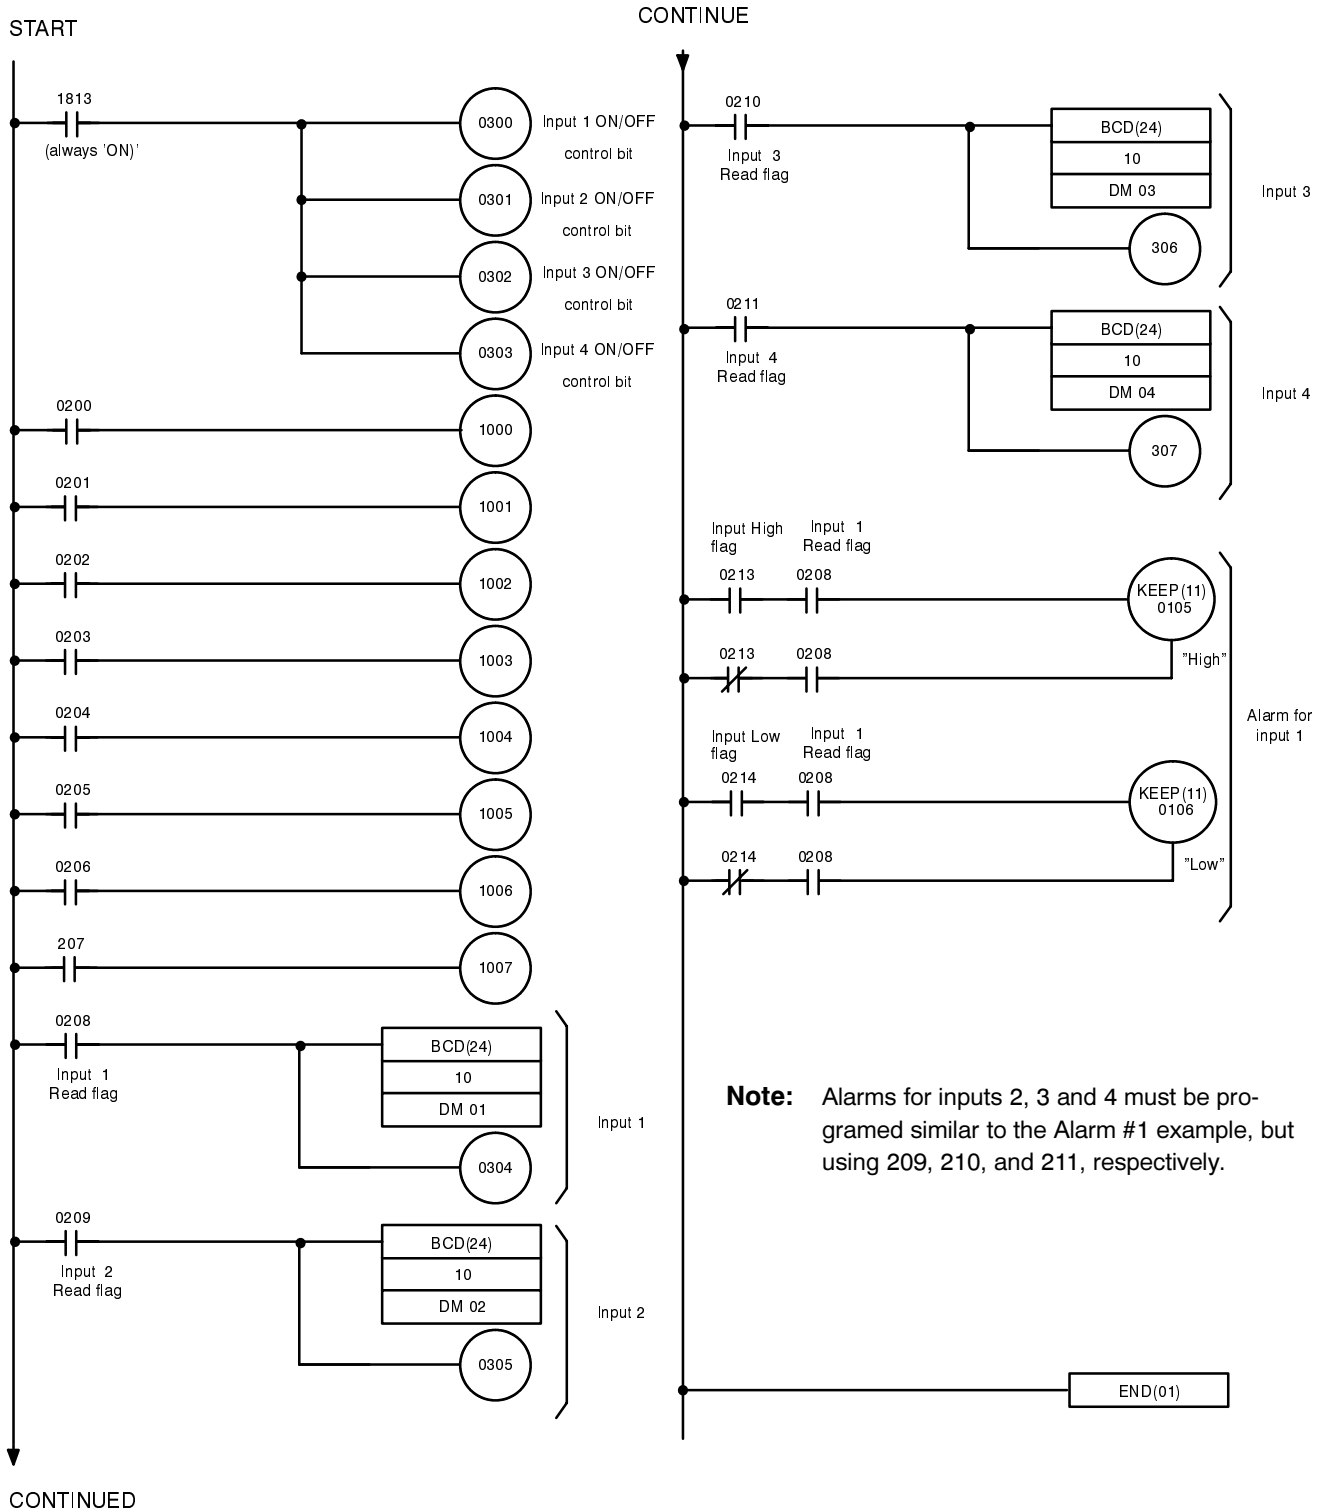 START
1813
(always 'ON)'
0300
Input 1 ON/OFF
control bit
0301
Input 2 ON/OFF
control bit
0302
Input 3 ON/OFF
control bit
0303
Input 4 ON/OFF
control bit
0200
1000
0201
1001
0202
1002
0203
1003
0204
1004
0205
1005
0206
1006
207
1007
0208
Input 1
Read flag
BCD(24)
10
DM 01
0304
Input 1
0209
Input 2
Read flag
BCD(24)
10
DM 02
0305
Input 2
CONTINUED
CONTINUE
0210
Input 3
Read flag
BCD(24)
10
DM 03
306
Input 3
0211
Input 4
Read flag
BCD(24)
10
DM 04
307
Input 4
Input High
flag
Input 1
Read flag
0213
0208
KEEP(11)
0105
0213
0208
"High"
Input Low
flag
Input 1
Read flag
0214
0208
KEEP(11)
0106
0214
0208
"Low"
Alarm for
input 1
Note: Alarms for inputs 2, 3 and 4 must be pro-
gramed similar to the Alarm #1 example, but
using 209, 210, and 211, respectively.
END(01)